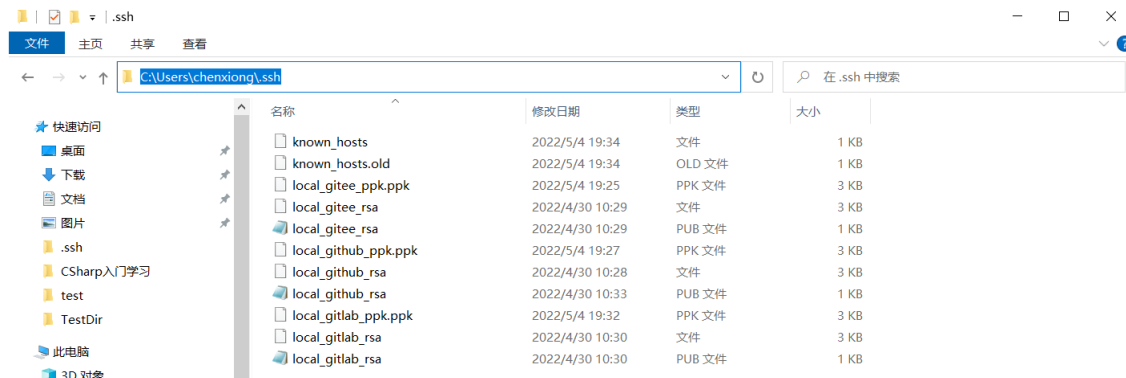 .ssh
文件 主页 共享 查看
C:\Users\chenxiong\.ssh 在 .ssh 中搜索
名称 修改日期 类型 大小
快速访问
桌面
下载
文档
图片
.ssh
CSharp入门学习
test
TestDir
此电脑
3D 对象
known_hosts 2022/5/4 19:34 文件 1 KB
known_hosts.old 2022/5/4 19:34 OLD 文件 1 KB
local_gitee_ppk.ppk 2022/5/4 19:25 PPK 文件 3 KB
local_gitee_rsa 2022/4/30 10:29 文件 3 KB
local_gitee_rsa 2022/4/30 10:29 PUB 文件 1 KB
local_github_ppk.ppk 2022/5/4 19:27 PPK 文件 3 KB
local_github_rsa 2022/4/30 10:28 文件 3 KB
local_github_rsa 2022/4/30 10:33 PUB 文件 1 KB
local_gitlab_ppk.ppk 2022/5/4 19:32 PPK 文件 3 KB
local_gitlab_rsa 2022/4/30 10:30 文件 3 KB
local_gitlab_rsa 2022/4/30 10:30 PUB 文件 1 KB